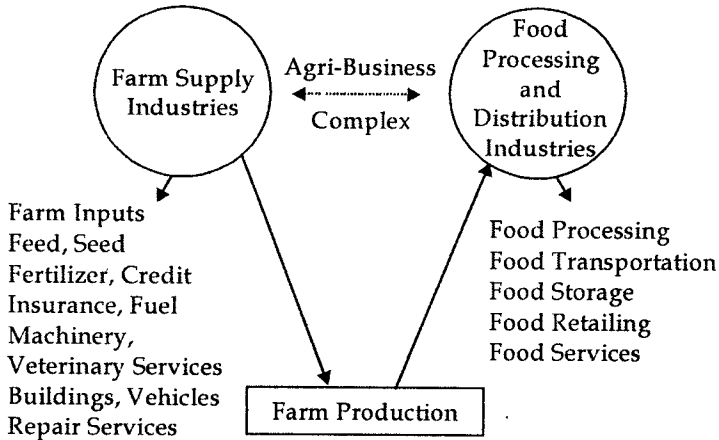 Farm Supply
Industries
Agri-Business
Complex
Food
Processing
and
Distribution
Industries
Farm Inputs
Feed, Seed
Fertilizer, Credit
Insurance, Fuel
Machinery,
Veterinary Services
Buildings, Vehicles
Repair Services
Food Processing
Food Transportation
Food Storage
Food Retailing
Food Services
Farm Production